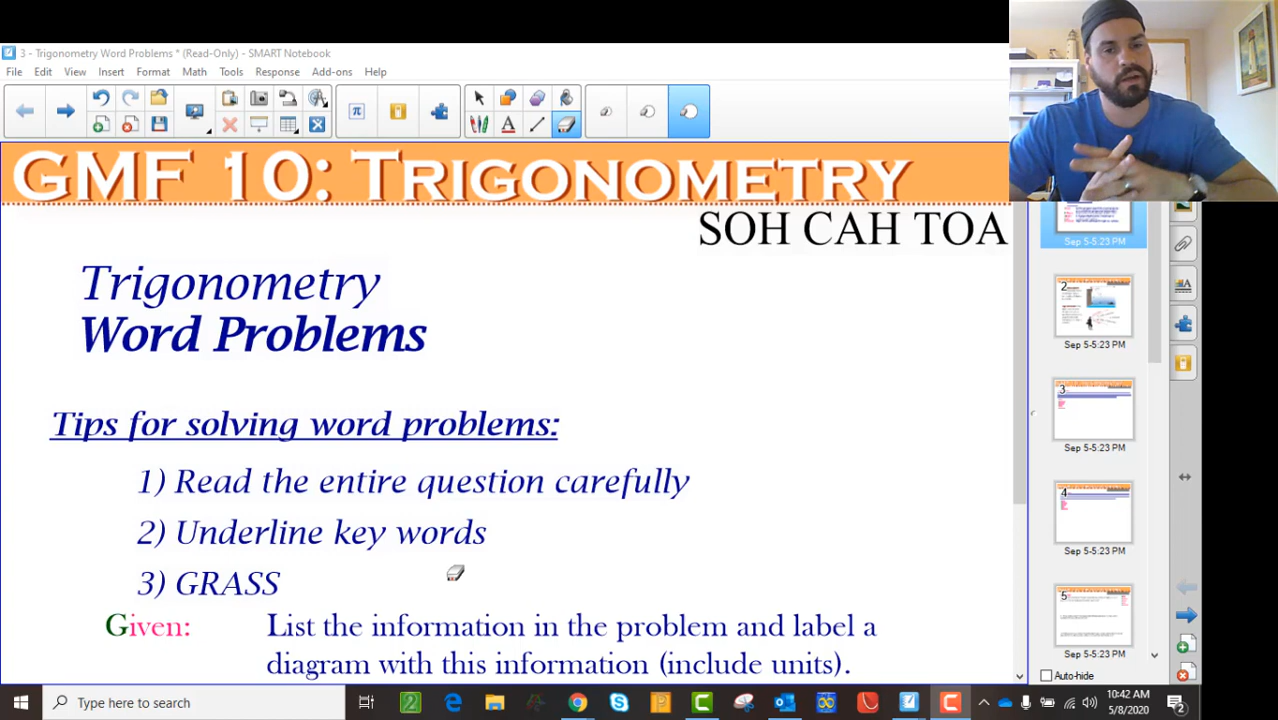 3 - Trigonometry Word Problems * (Read-Only) - SMART Notebook
File Edit View Insert Format Math Tools Response Add-ons Help
GMF 10: TRIGONOMETRY
SOH CAH TOA
Trigonometry
Word Problems
Tips for solving word problems:
1) Read the entire question carefully
2) Underline key words
3) GRASS
Given: List the information in the problem and label a
diagram with this information (include units).
Sep 5-5:23 PM
2
Sep 5-5:23 PM
3
Sep 5-5:23 PM
4
Sep 5-5:23 PM
5
Sep 5-5:23 PM
Auto-hide
Type here to search
10:42 AM
5/8/2020
2